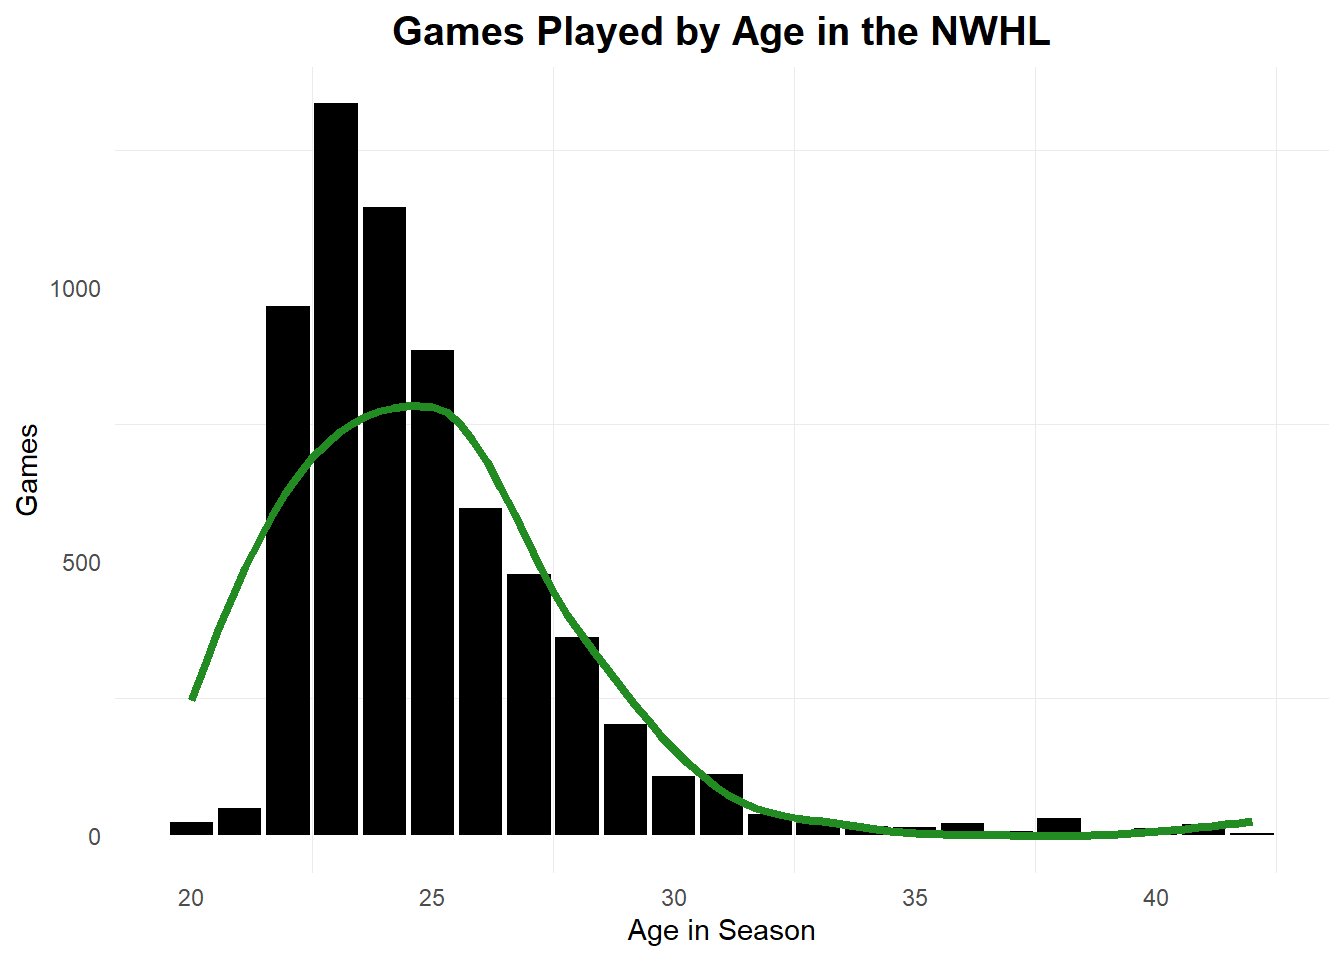 Games Played by Age in the NWHL
Games
1000
500
0
20 25 30 35 40
Age in Season